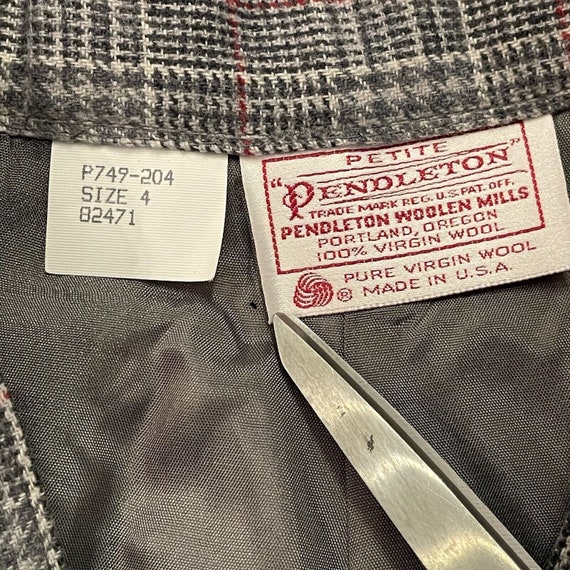 P749-204
SIZE 4
82471
PETITE
"PENDLETON"
TRADE MARK REG. U.S. PAT. OFF.
PENDLETON WOOLEN MILLS
PORTLAND, OREGON
100% VIRGIN WOOL
PURE VIRGIN WOOL
® MADE IN U.S.A.